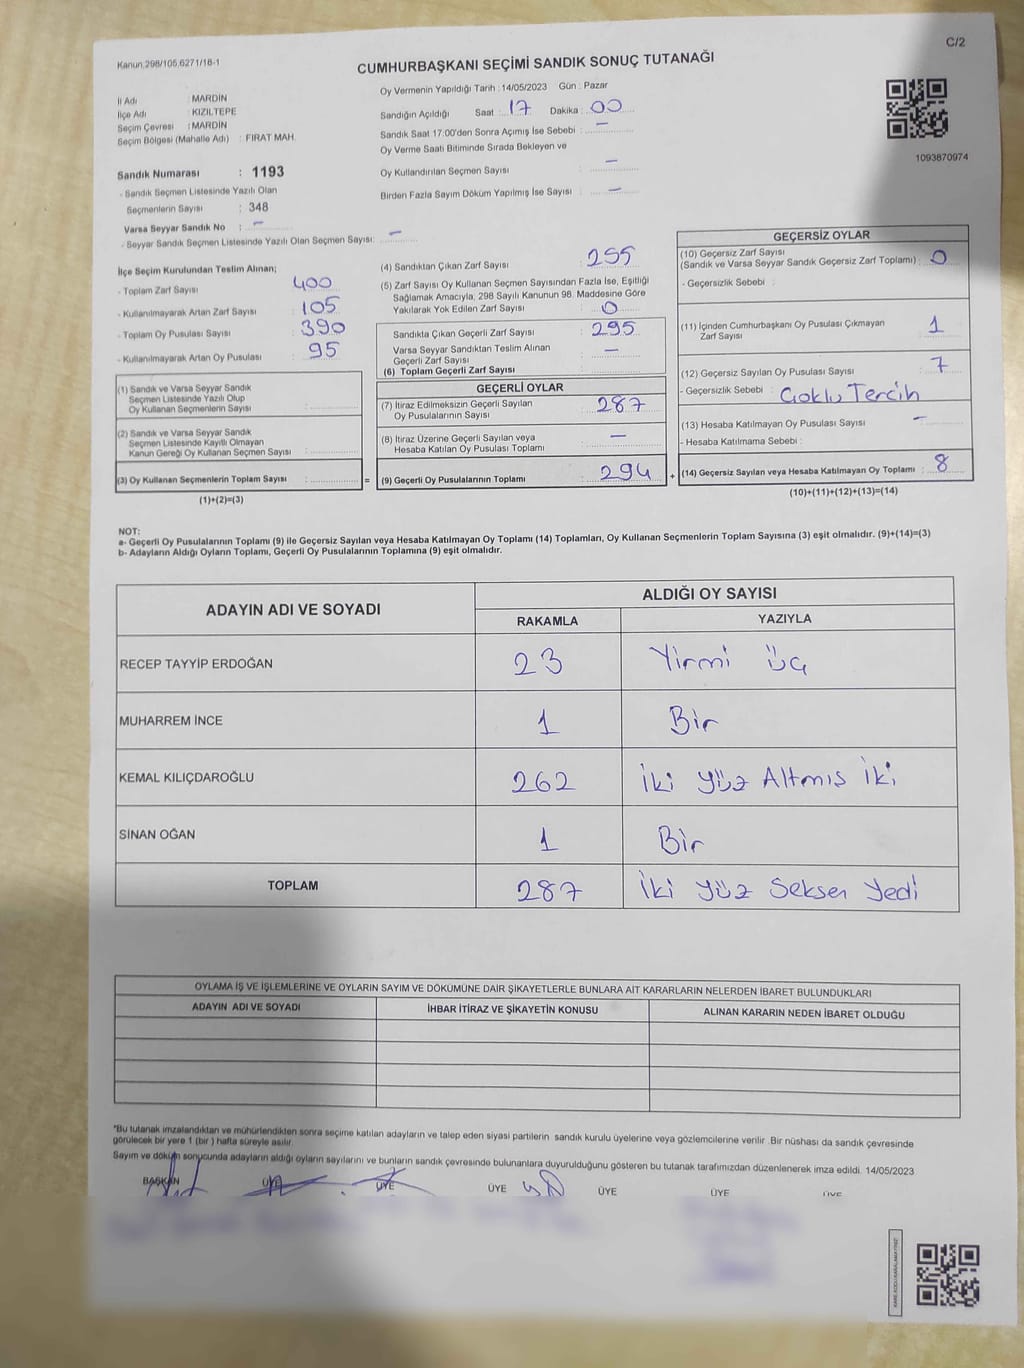 C/2
Kanun.298/105,6271/18-1
CUMHURBAŞKANI SEÇİMİ SANDIK SONUÇ TUTANAĞI
İl Adı : MARDİN
İlçe Adı : KIZILTEPE
Seçim Çevresi : MARDİN
Seçim Bölgesi (Mahalle Adı) : FIRAT MAH.
Sandık Numarası : 1193
- Sandık Seçmen Listesinde Yazılı Olan
Seçmenlerin Sayısı : 348
Varsa Seyyar Sandık No : -
- Seyyar Sandık Seçmen Listesinde Yazılı Olan Seçmen Sayısı: -
Oy Vermenin Yapıldığı Tarih : 14/05/2023 Gün : Pazar
Sandığın Açıldığı Saat : 17 Dakika : 00
Sandık Saat 17:00'den Sonra Açımış İse Sebebi : -
Oy Verme Saati Bitiminde Sırada Bekleyen ve
Oy Kullandırılan Seçmen Sayısı : -
Birden Fazla Sayım Döküm Yapılmış İse Sayısı : -
1093870974
İlçe Seçim Kurulundan Teslim Alınan;
- Toplam Zarf Sayısı : 400
- Kullanılmayarak Artan Zarf Sayısı : 105
- Toplam Oy Pusulası Sayısı : 390
- Kullanılmayarak Artan Oy Pusulası : 95
(1) Sandık ve Varsa Seyyar Sandık
Seçmen Listesinde Yazılı Olup
Oy Kullanan Seçmenlerin Sayısı :
(2) Sandık ve Varsa Seyyar Sandık
Seçmen Listesinde Kayıtlı Olmayan
Kanun Gereği Oy Kullanan Seçmen Sayısı :
(3) Oy Kullanan Seçmenlerin Toplam Sayısı : =
(1)+(2)=(3)
(4) Sandıktan Çıkan Zarf Sayısı : 295
(5) Zarf Sayısı Oy Kullanan Seçmen Sayısından Fazla İse, Eşitliği
Sağlamak Amacıyla, 298 Sayılı Kanunun 98. Maddesine Göre
Yakılarak Yok Edilen Zarf Sayısı : 0
Sandıkta Çıkan Geçerli Zarf Sayısı : 295
Varsa Seyyar Sandıktan Teslim Alınan
Geçerli Zarf Sayısı : -
(6) Toplam Geçerli Zarf Sayısı :
GEÇERLİ OYLAR
(7) İtiraz Edilmeksizin Geçerli Sayılan
Oy Pusulalarının Sayısı : 287
(8) İtiraz Üzerine Geçerli Sayılan veya
Hesaba Katılan Oy Pusulası Toplamı : -
(9) Geçerli Oy Pusulalarının Toplamı : 294 +
GEÇERSİZ OYLAR
(10) Geçersiz Zarf Sayısı
(Sandık ve Varsa Seyyar Sandık Geçersiz Zarf Toplamı) : 0
- Geçersizlik Sebebi :
(11) İçinden Cumhurbaşkanı Oy Pusulası Çıkmayan
Zarf Sayısı : 1
(12) Geçersiz Sayılan Oy Pusulası Sayısı : 7
- Geçersizlik Sebebi : Çoklu Tercih
(13) Hesaba Katılmayan Oy Pusulası Sayısı : -
- Hesaba Katılmama Sebebi :
(14) Geçersiz Sayılan veya Hesaba Katılmayan Oy Toplamı : 8
(10)+(11)+(12)+(13)=(14)
NOT:
a- Geçerli Oy Pusulalarının Toplamı (9) ile Geçersiz Sayılan veya Hesaba Katılmayan Oy Toplamı (14) Toplamları, Oy Kullanan Seçmenlerin Toplam Sayısına (3) eşit olmalıdır. (9)+(14)=(3)
b- Adayların Aldığı Oyların Toplamı, Geçerli Oy Pusulalarının Toplamına (9) eşit olmalıdır.
ADAYIN ADI VE SOYADI ALDIĞI OY SAYISI
RAKAMLA YAZIYLA
RECEP TAYYİP ERDOĞAN 23 Yirmi üç
MUHARREM İNCE 1 Bir
KEMAL KILIÇDAROĞLU 262 İki yüz Altmış İki
SİNAN OĞAN 1 Bir
TOPLAM 287 İki yüz Seksen Yedi
OYLAMA İŞ VE İŞLEMLERİNE VE OYLARIN SAYIM VE DÖKÜMÜNE DAİR ŞİKAYETLERLE BUNLARA AİT KARARLARIN NELERDEN İBARET BULUNDUKLARI
ADAYIN ADI VE SOYADI İHBAR İTİRAZ VE ŞİKAYETİN KONUSU ALINAN KARARIN NEDEN İBARET OLDUĞU
*Bu tutanak imzalandıktan ve mühürlendikten sonra seçime katılan adayların ve talep eden siyasi partilerin sandık kurulu üyelerine veya gözlemcilerine verilir .Bir nüshası da sandık çevresinde
görülecek bir yere 1 (bir ) hafta süreyle asılır.
Sayım ve döküm sonucunda adayların aldığı oyların sayılarını ve bunların sandık çevresinde bulunanlara duyurulduğunu gösteren bu tutanak tarafımızdan düzenlenerek imza edildi. 14/05/2023
BAŞKAN ÜYE ÜYE ÜYE ÜYE ÜYE ÜYE